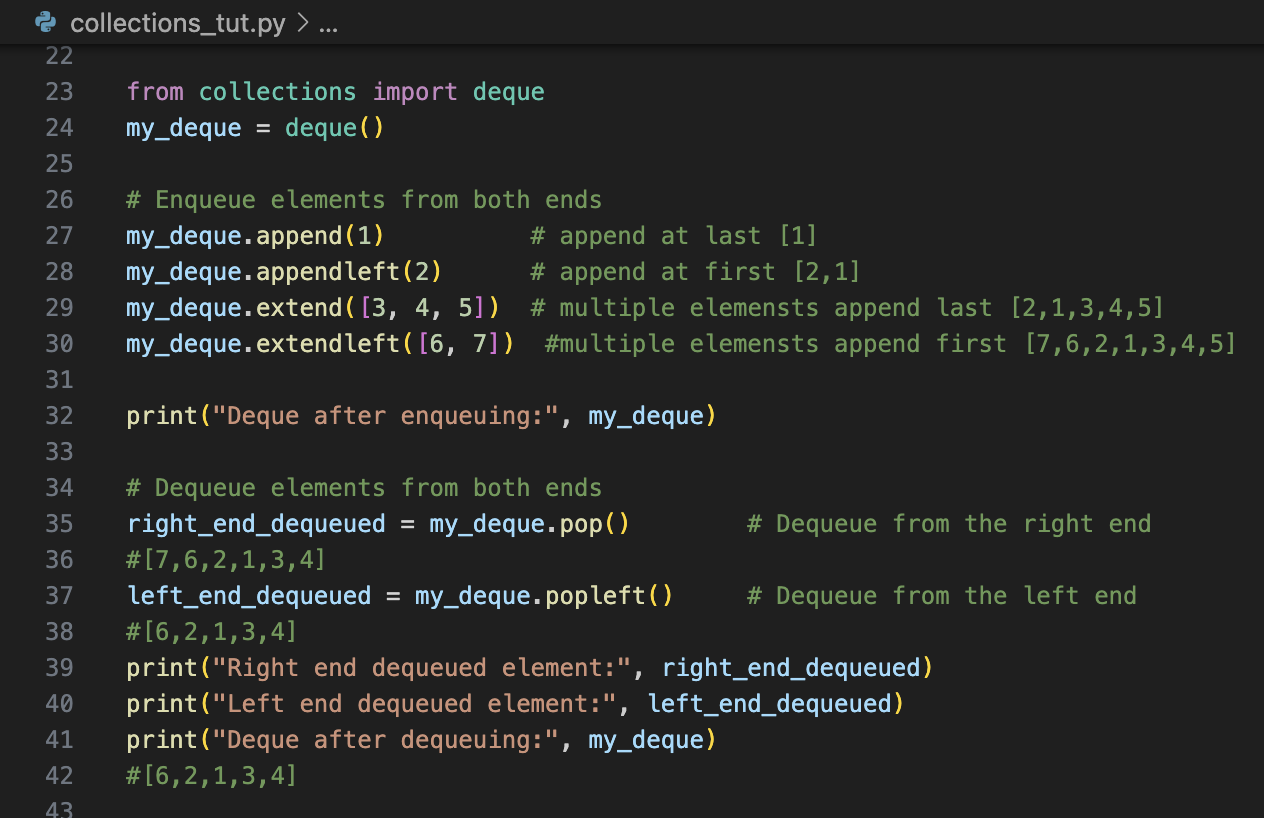 collections_tut.py > ...
22
23 from collections import deque
24 my_deque = deque()
25
26 # Enqueue elements from both ends
27 my_deque.append(1)          # append at last [1]
28 my_deque.appendleft(2)      # append at first [2,1]
29 my_deque.extend([3, 4, 5])  # multiple elemensts append last [2,1,3,4,5]
30 my_deque.extendleft([6, 7])  #multiple elemensts append first [7,6,2,1,3,4,5]
31
32 print("Deque after enqueuing:", my_deque)
33
34 # Dequeue elements from both ends
35 right_end_dequeued = my_deque.pop()        # Dequeue from the right end
36 #[7,6,2,1,3,4]
37 left_end_dequeued = my_deque.popleft()     # Dequeue from the left end
38 #[6,2,1,3,4]
39 print("Right end dequeued element:", right_end_dequeued)
40 print("Left end dequeued element:", left_end_dequeued)
41 print("Deque after dequeuing:", my_deque)
42 #[6,2,1,3,4]
43